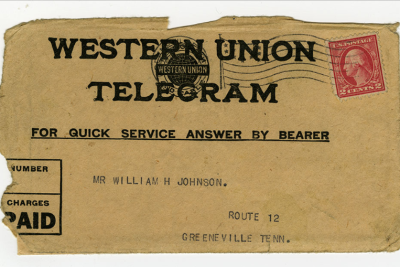 WESTERN UNION
WESTERN UNION
TELEGRAM
U.S. POSTAGE
2 CENTS 2
FOR QUICK SERVICE ANSWER BY BEARER
NUMBER
CHARGES
PAID
MR WILLIAM H JOHNSON.
ROUTE 12
GREENEVILLE TENN.